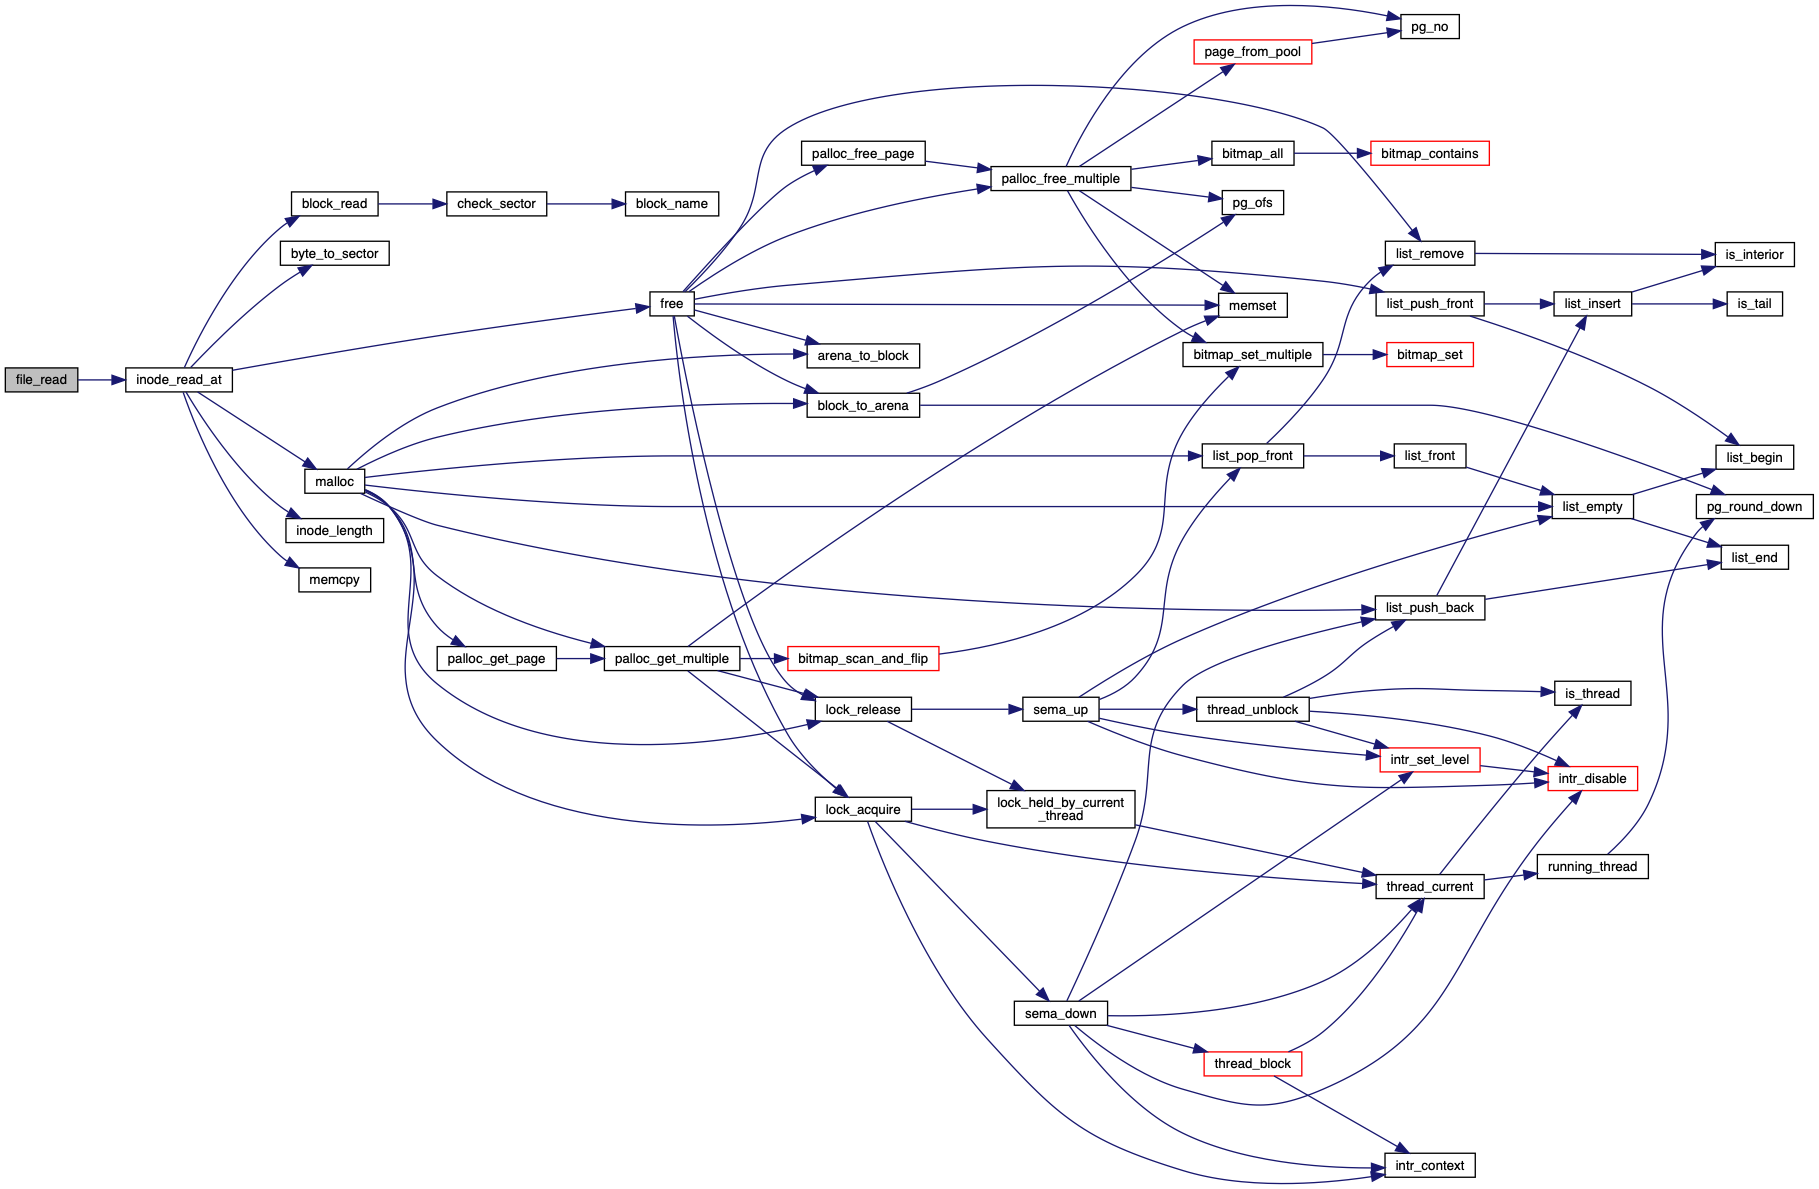 file_read
inode_read_at
block_read
byte_to_sector
malloc
inode_length
memcpy
check_sector
palloc_get_page
block_name
free
palloc_get_multiple
palloc_free_page
arena_to_block
block_to_arena
bitmap_scan_and_flip
lock_release
lock_acquire
palloc_free_multiple
sema_up
lock_held_by_current
_thread
sema_down
page_from_pool
bitmap_all
pg_ofs
memset
bitmap_set_multiple
list_pop_front
thread_unblock
thread_block
pg_no
bitmap_contains
list_remove
list_push_front
bitmap_set
list_front
list_push_back
intr_set_level
thread_current
intr_context
list_insert
list_empty
is_thread
intr_disable
running_thread
is_interior
is_tail
list_begin
pg_round_down
list_end